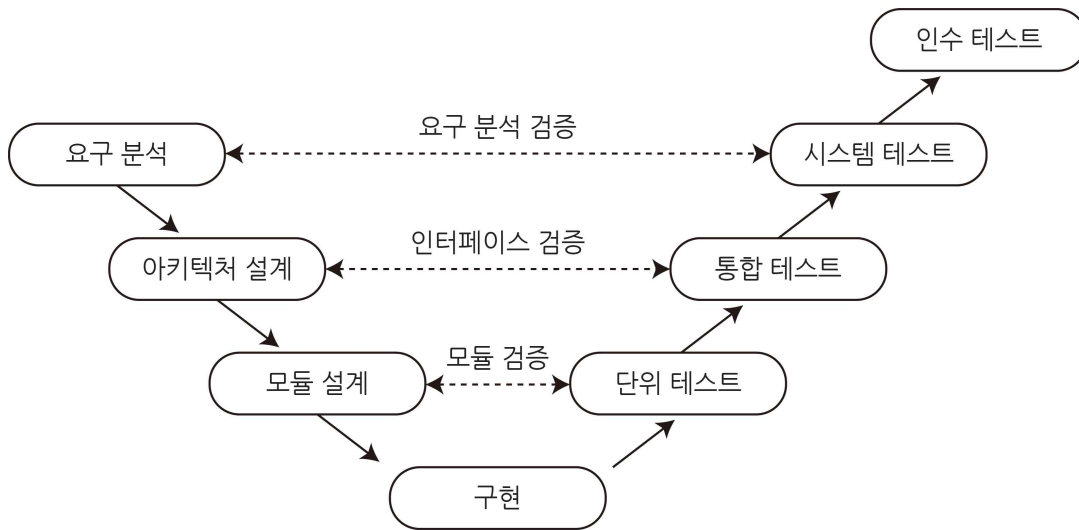 인수 테스트
요구 분석 검증
요구 분석
시스템 테스트
인터페이스 검증
아키텍처 설계
통합 테스트
모듈 검증
모듈 설계
단위 테스트
구현